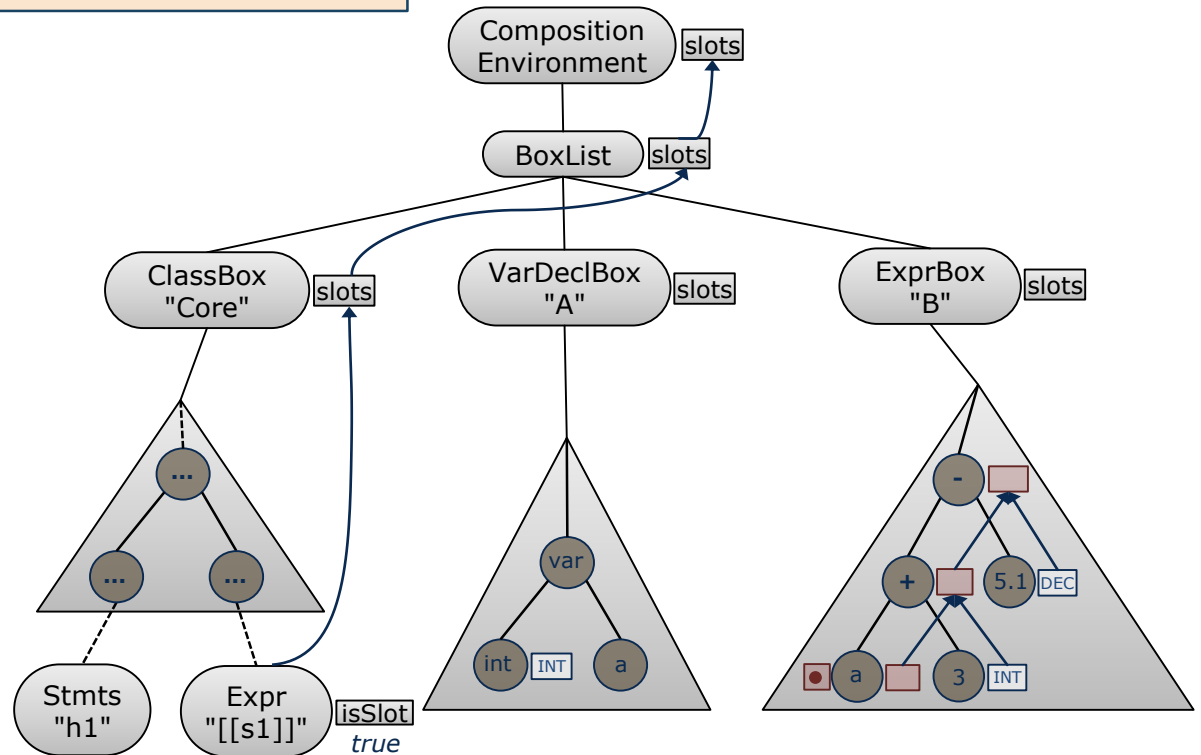 Composition
Environment
slots
BoxList
slots
ClassBox
"Core"
slots
VarDeclBox
"A"
slots
ExprBox
"B"
slots
...
...
...
var
int
INT
a
-
+
5.1
DEC
a
3
INT
Stmts
"h1"
Expr
"[[s1]]"
isSlot
true